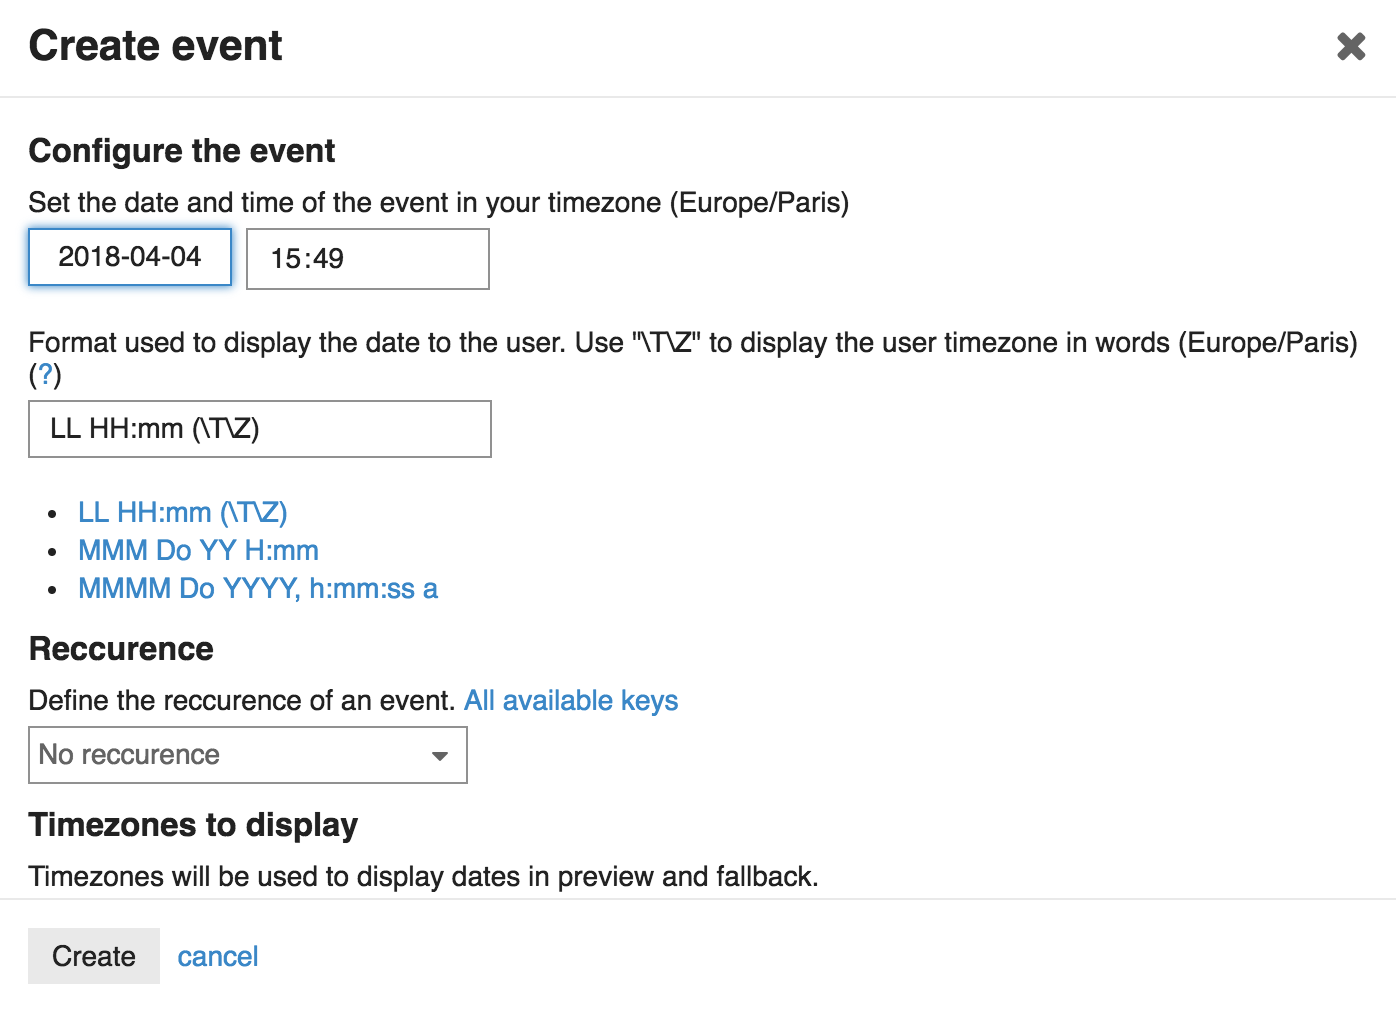 Create event
Configure the event
Set the date and time of the event in your timezone (Europe/Paris)
2018-04-04 15:49
Format used to display the date to the user. Use "\T\Z" to display the user timezone in words (Europe/Paris)
(?)
LL HH:mm (\T\Z)
LL HH:mm (\T\Z)
MMM Do YY H:mm
MMMM Do YYYY, h:mm:ss a
Reccurence
Define the reccurence of an event. All available keys
No reccurence
Timezones to display
Timezones will be used to display dates in preview and fallback.
Create cancel